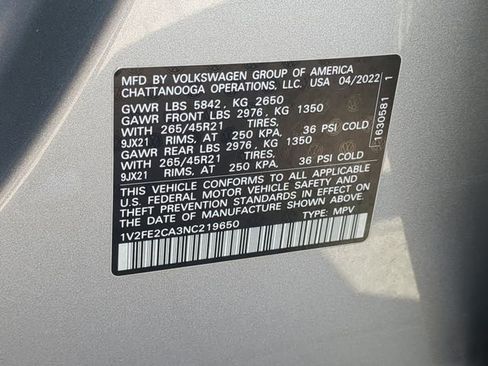 MFD BY VOLKSWAGEN GROUP OF AMERICA
CHATTANOOGA OPERATIONS, LLC. USA 04/2022
GVWR LBS 5842, KG 2650
GAWR FRONT LBS 2976, KG 1350
WITH 265/45R21 TIRES,
9JX21 RIMS, AT 250 KPA, 36 PSI COLD
GAWR REAR LBS 2976, KG 1350
WITH 265/45R21 TIRES,
9JX21 RIMS, AT 250 KPA, 36 PSI COLD
THIS VEHICLE CONFORMS TO ALL APPLICABLE
U.S. FEDERAL MOTOR VEHICLE SAFETY AND
THEFT PREVENTION STANDARDS IN EFFECT ON
THE DATE OF MANUFACTURE SHOWN ABOVE.
1V2FE2CA3NC219650 TYPE: MPV
1630581 1